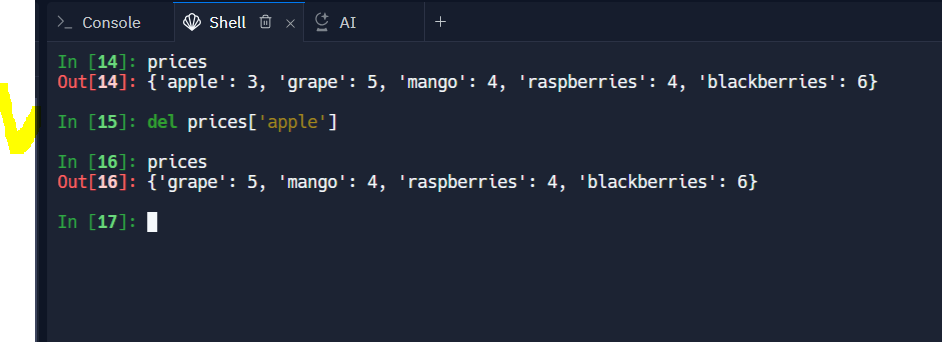 Console Shell AI
In [14]: prices
Out[14]: {'apple': 3, 'grape': 5, 'mango': 4, 'raspberries': 4, 'blackberries': 6}
In [15]: del prices['apple']
In [16]: prices
Out[16]: {'grape': 5, 'mango': 4, 'raspberries': 4, 'blackberries': 6}
In [17]: